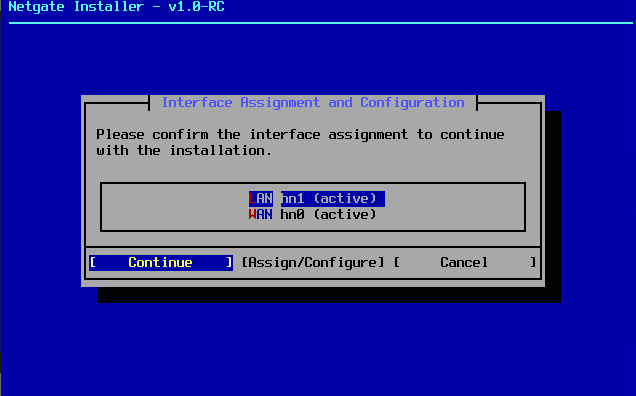 Netgate Installer - v1.0-RC
Interface Assignment and Configuration
Please confirm the interface assignment to continue
with the installation.
LAN hn1 (active)
WAN hn0 (active)
[ Continue ] [Assign/Configure] [ Cancel ]